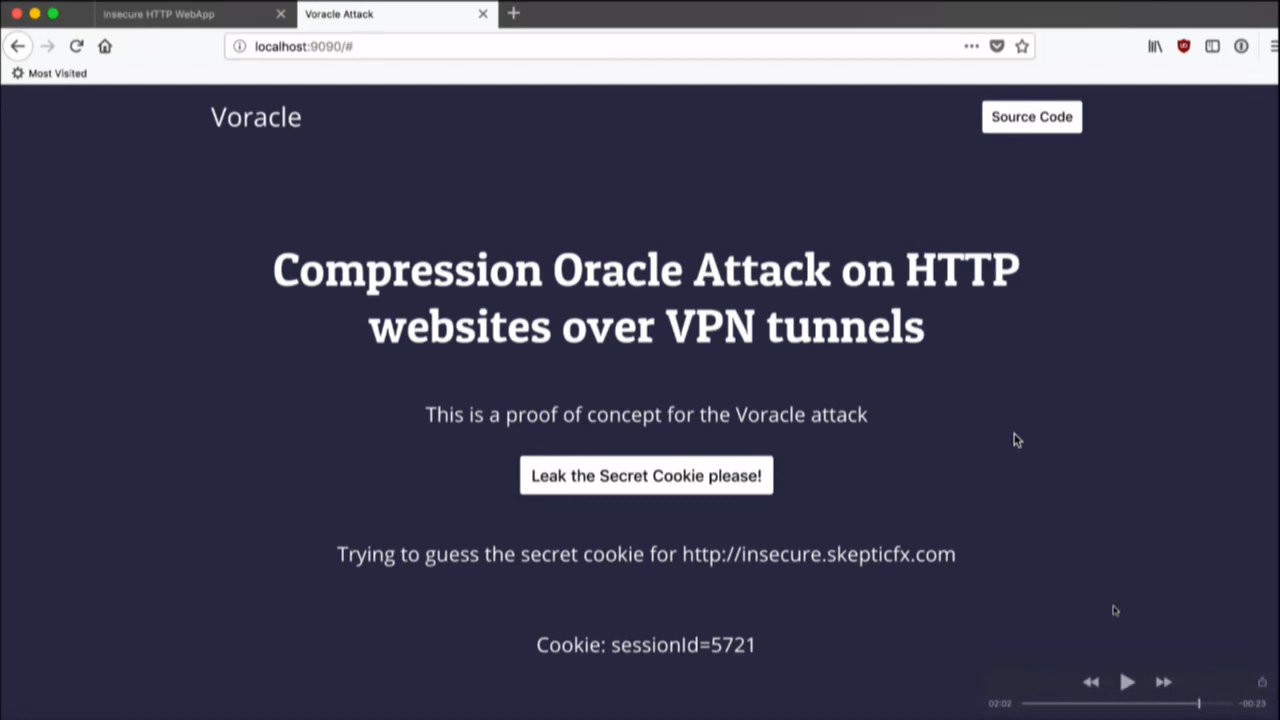 Insecure HTTP WebApp
Voracle Attack
localhost:9090/#
Most Visited
Voracle
Source Code
Compression Oracle Attack on HTTP
websites over VPN tunnels
This is a proof of concept for the Voracle attack
Leak the Secret Cookie please!
Trying to guess the secret cookie for http://insecure.skepticfx.com
Cookie: sessionId=5721
02:02
-00:23